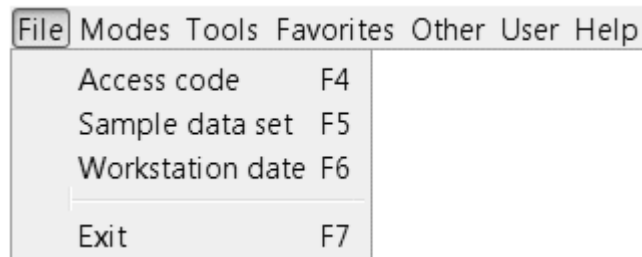 File Modes Tools Favorites Other User Help
Access code F4
Sample data set F5
Workstation date F6
Exit F7